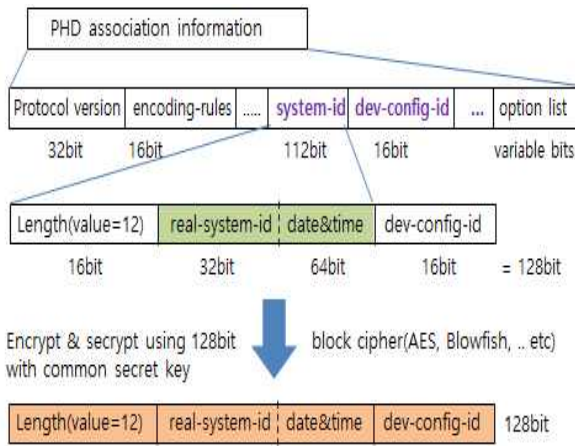 PHD association information
Protocol version encoding-rules ..... system-id dev-config-id ... option list
32bit 16bit 112bit 16bit variable bits
Length(value=12) real-system-id date&time dev-config-id
16bit 32bit 64bit 16bit = 128bit
Encrypt & secrypt using 128bit block cipher(AES, Blowfish, .. etc)
with common secret key
Length(value=12) real-system-id date&time dev-config-id 128bit